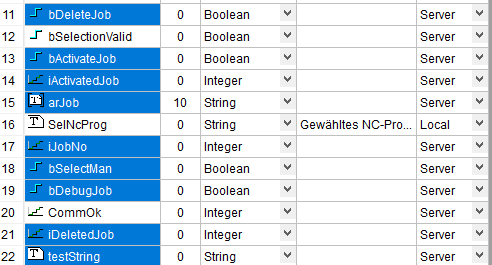 11 bDeleteJob 0 Boolean Server
12 bSelectionValid 0 Boolean Server
13 bActivateJob 0 Boolean Server
14 iActivatedJob 0 Integer Server
15 T arJob 10 String Server
16 T SelNcProg 0 String Gewähltes NC-Pro... Local
17 iJobNo 0 Integer Server
18 bSelectMan 0 Boolean Server
19 bDebugJob 0 Boolean Server
20 CommOk 0 Integer Server
21 iDeletedJob 0 Integer Server
22 T testString 0 String Server